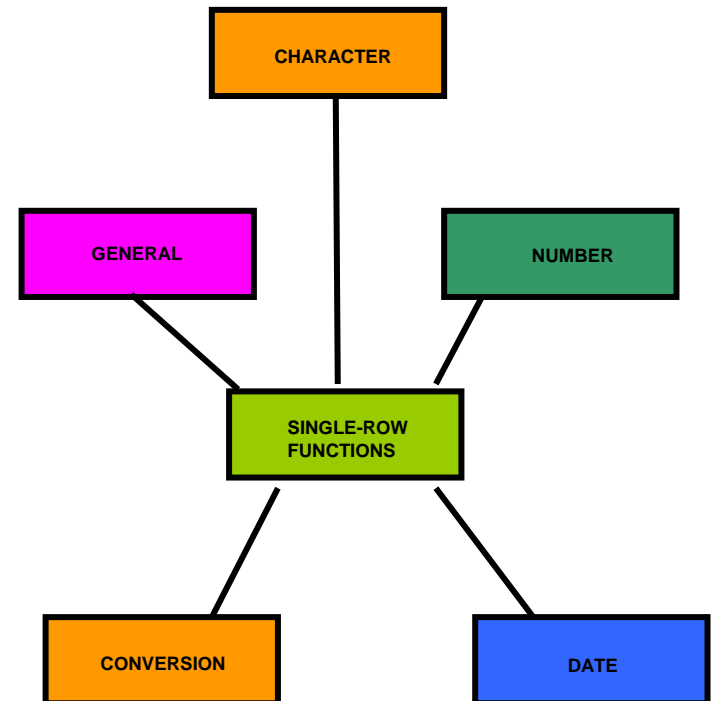 CHARACTER
GENERAL
NUMBER
SINGLE-ROW
FUNCTIONS
CONVERSION
DATE